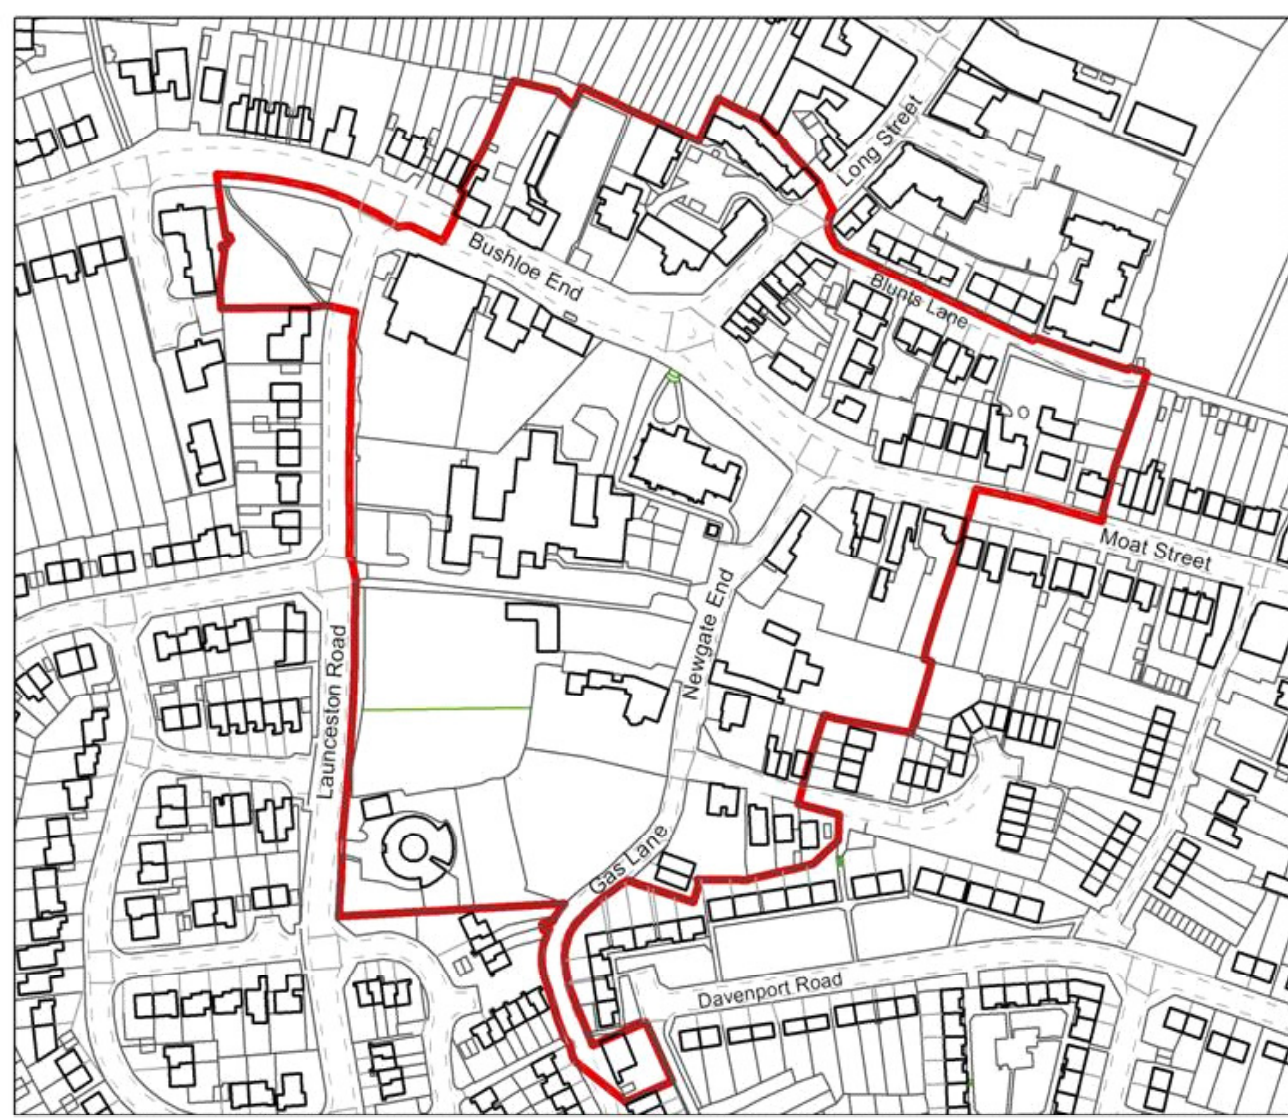 Long Street
Bushloe End
Blunts Lane
Moat Street
Newgate End
Launceston Road
Gas Lane
Davenport Road